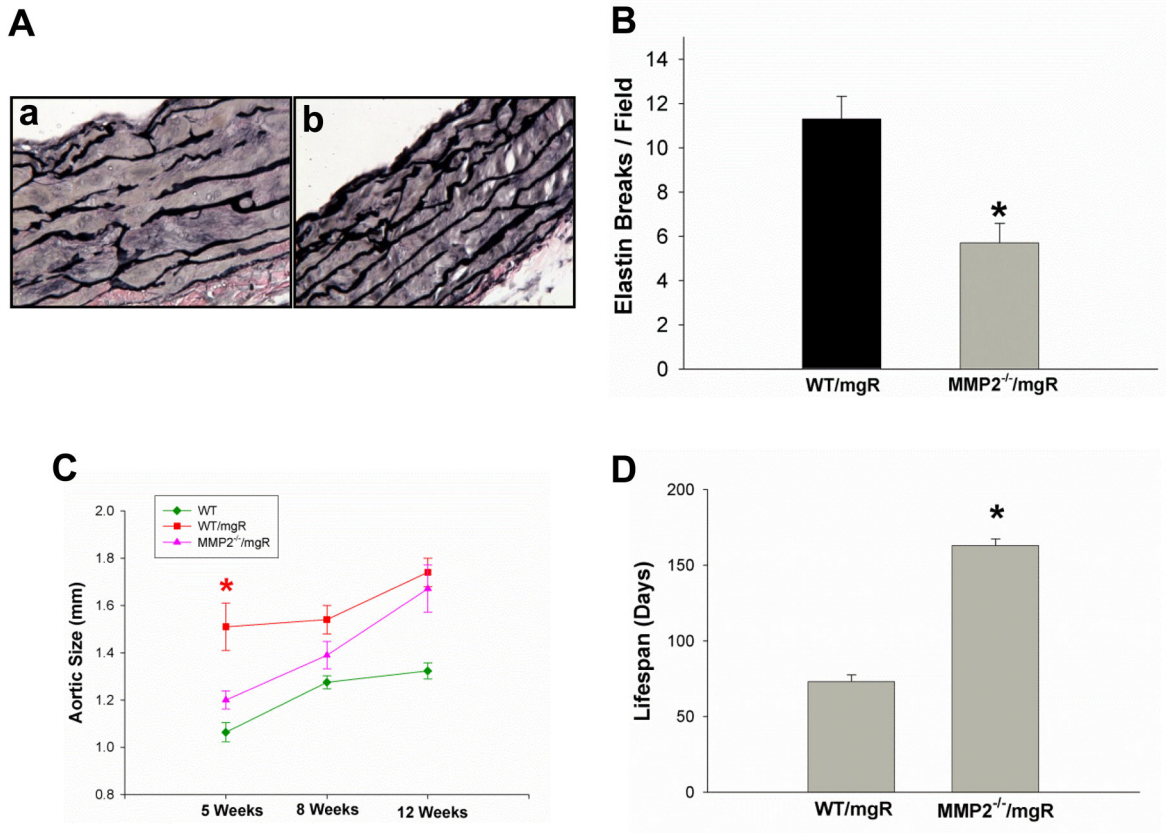 A
a
b
B
Elastin Breaks / Field
14
12
10
8
6
4
2
0
*
WT/mgR
MMP2-/-/mgR
C
Aortic Size (mm)
2.0
1.8
1.6
1.4
1.2
1.0
0.8
WT
WT/mgR
MMP2-/-/mgR
*
5 Weeks
8 Weeks
12 Weeks
D
Lifespan (Days)
200
150
100
50
0
*
WT/mgR
MMP2-/-/mgR